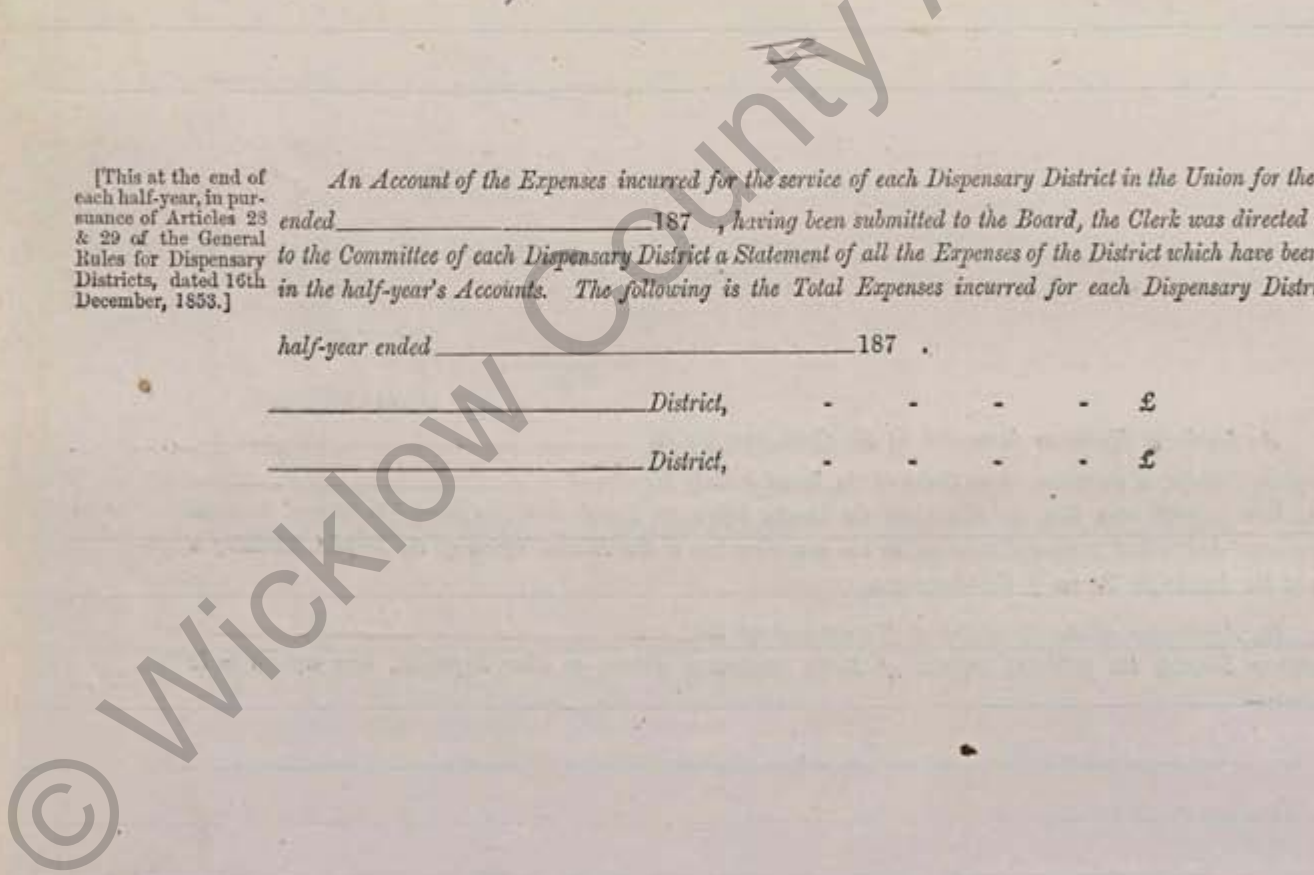 [This at the end of
each half-year, in pur-
suance of Articles 28
& 29 of the General
Rules for Dispensary
Districts, dated 16th
December, 1853.]
An Account of the Expenses incurred for the service of each Dispensary District in the Union for the
ended 187 , having been submitted to the Board, the Clerk was directed
to the Committee of each Dispensary District a Statement of all the Expenses of the District which have been
in the half-year's Accounts. The following is the Total Expenses incurred for each Dispensary Distri
half-year ended 187 .
District, - - - - £
District, - - - - £
© Wicklow County